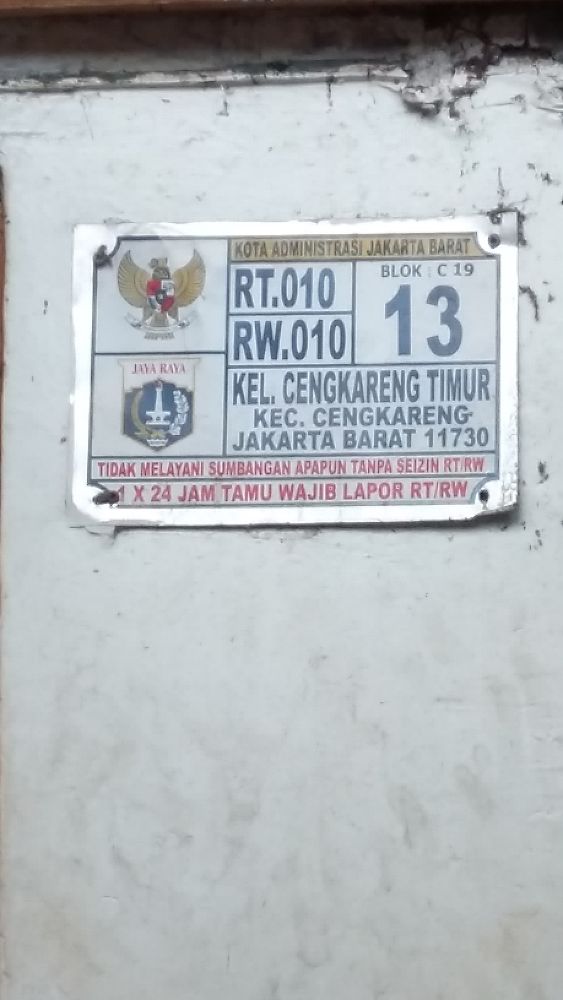 KOTA ADMINISTRASI JAKARTA BARAT
RT.010
RW.010
BLOK : C 19
13
JAYA RAYA
KEL. CENGKARENG TIMUR
KEC. CENGKARENG
JAKARTA BARAT 11730
TIDAK MELAYANI SUMBANGAN APAPUN TANPA SEIZIN RT/RW
1 X 24 JAM TAMU WAJIB LAPOR RT/RW